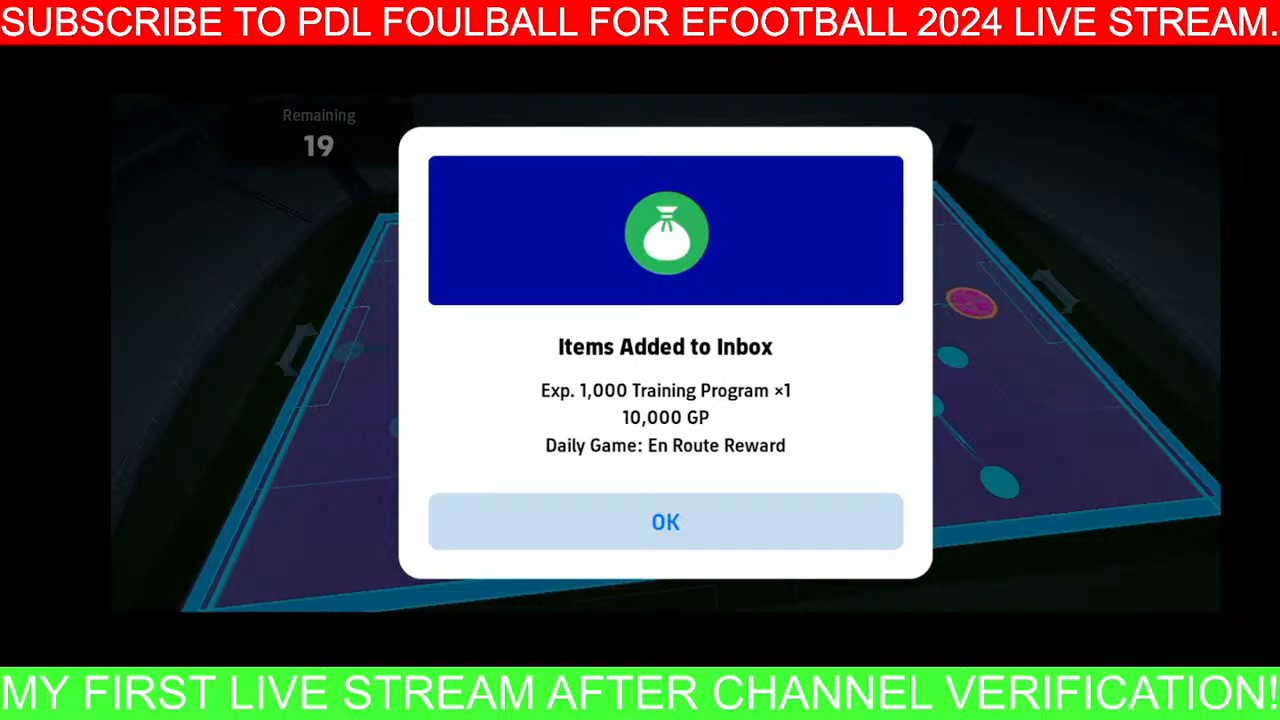 SUBSCRIBE TO PDL FOULBALL FOR EFOOTBALL 2024 LIVE STREAM.
Remaining
19
Items Added to Inbox
Exp. 1,000 Training Program ×1
10,000 GP
Daily Game: En Route Reward
OK
MY FIRST LIVE STREAM AFTER CHANNEL VERIFICATION!